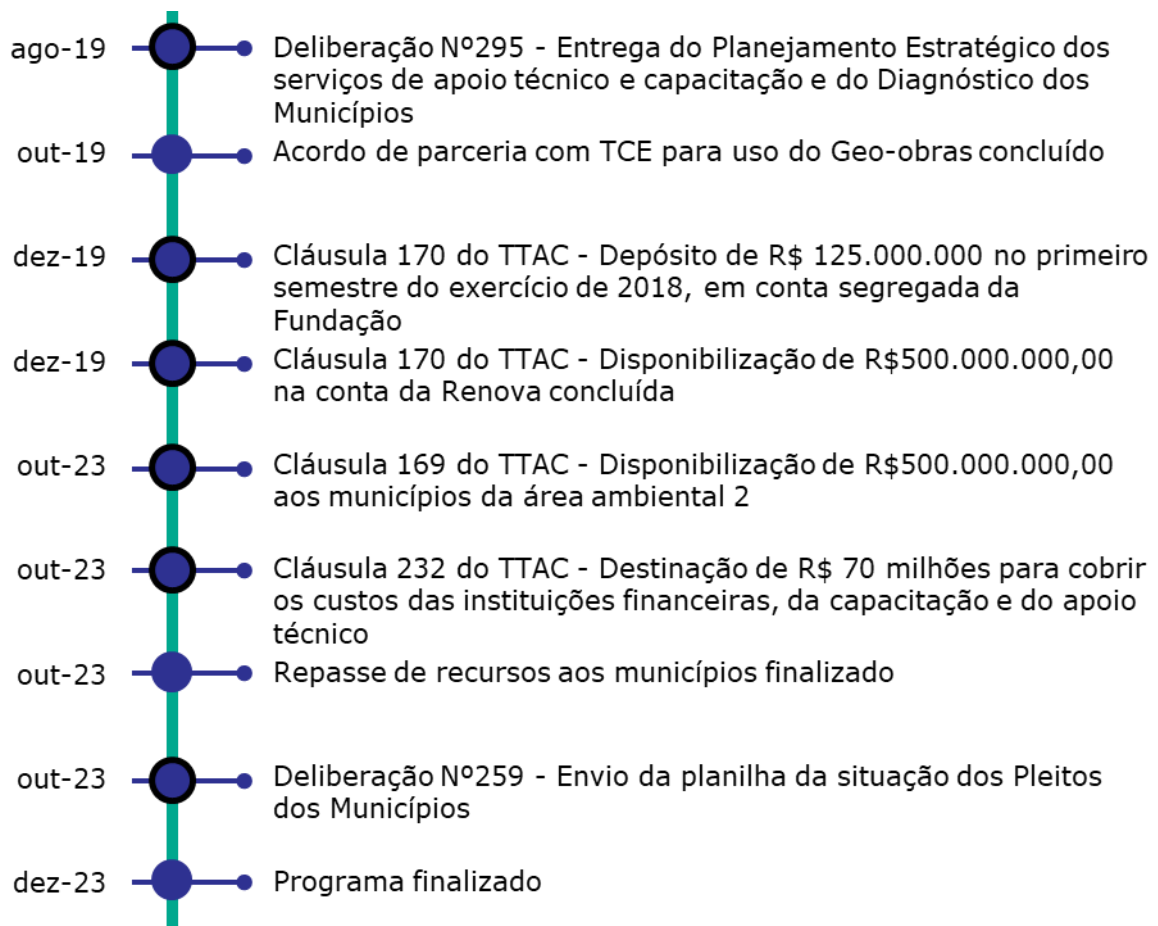 ago-19
Deliberação Nº295 - Entrega do Planejamento Estratégico dos
serviços de apoio técnico e capacitação e do Diagnóstico dos
Municípios
out-19
Acordo de parceria com TCE para uso do Geo-obras concluído
dez-19
Cláusula 170 do TTAC - Depósito de R$ 125.000.000 no primeiro
semestre do exercício de 2018, em conta segregada da
Fundação
dez-19
Cláusula 170 do TTAC - Disponibilização de R$500.000.000,00
na conta da Renova concluída
out-23
Cláusula 169 do TTAC - Disponibilização de R$500.000.000,00
aos municípios da área ambiental 2
out-23
Cláusula 232 do TTAC - Destinação de R$ 70 milhões para cobrir
os custos das instituições financeiras, da capacitação e do apoio
técnico
out-23
Repasse de recursos aos municípios finalizado
out-23
Deliberação Nº259 - Envio da planilha da situação dos Pleitos
dos Municípios
dez-23
Programa finalizado